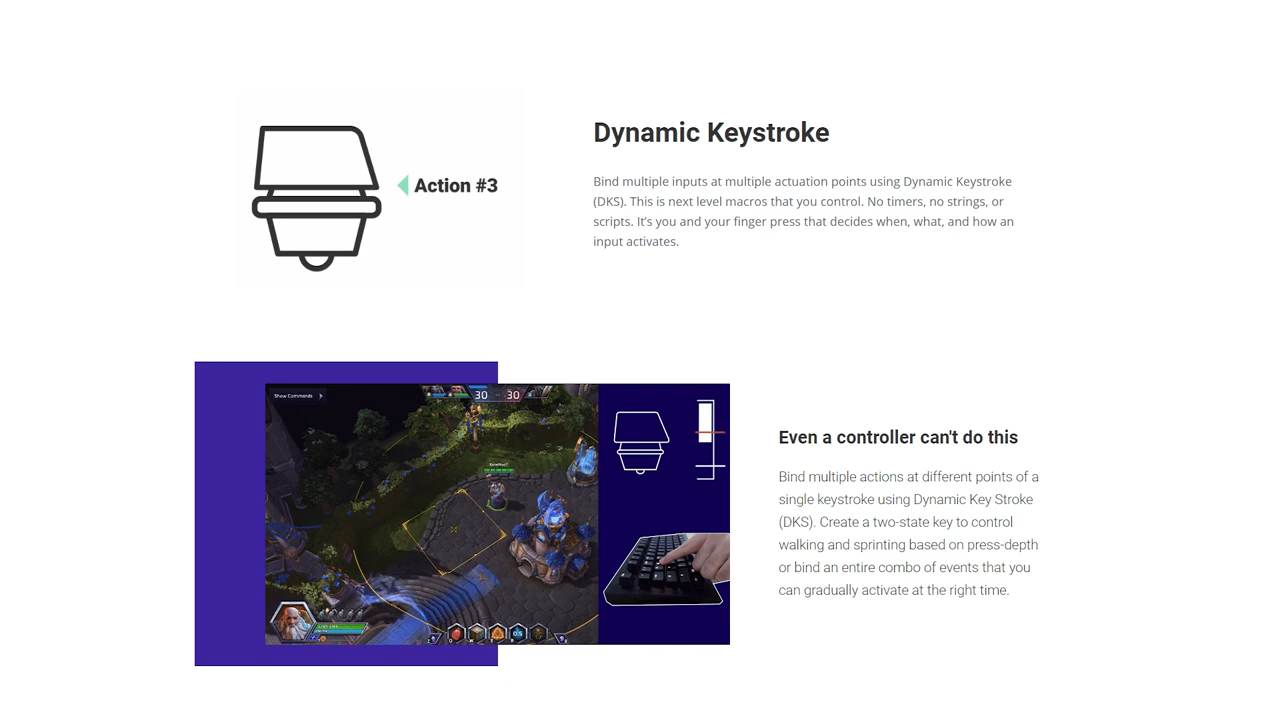 Dynamic Keystroke
Action #3
Bind multiple inputs at multiple actuation points using Dynamic Keystroke
(DKS). This is next level macros that you control. No timers, no strings, or
scripts. It’s you and your finger press that decides when, what, and how an
input activates.
Show Commands
30
30
Even a controller can't do this
Bind multiple actions at different points of a
single keystroke using Dynamic Key Stroke
(DKS). Create a two-state key to control
walking and sprinting based on press-depth
or bind an entire combo of events that you
can gradually activate at the right time.